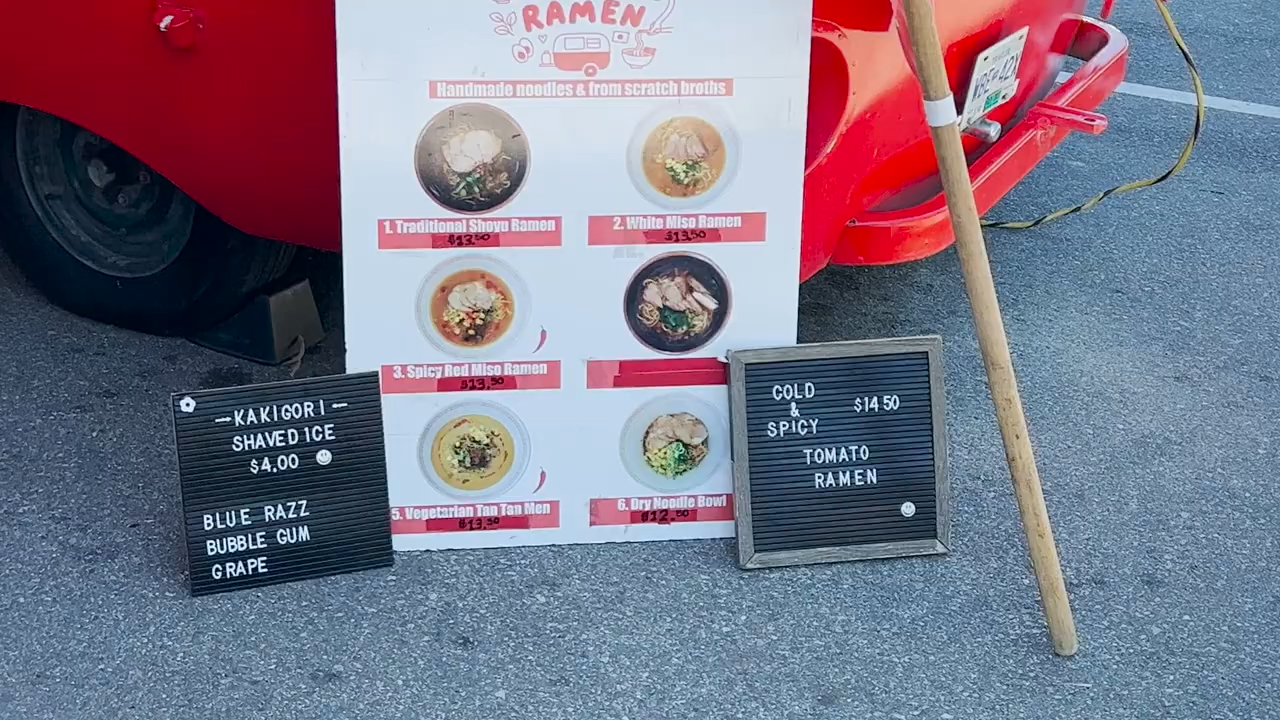 RAMEN
Handmade noodles & from scratch broths
1. Traditional Shoyu Ramen
$13.50
2. White Miso Ramen
$13.50
3. Spicy Red Miso Ramen
$13.50
5. Vegetarian Tan Tan Men
$13.50
6. Dry Noodle Bowl
$12.50
-KAKIGORI-
SHAVED ICE
$4.00
BLUE RAZZ
BUBBLE GUM
GRAPE
COLD
&
SPICY
$14 50
TOMATO
RAMEN